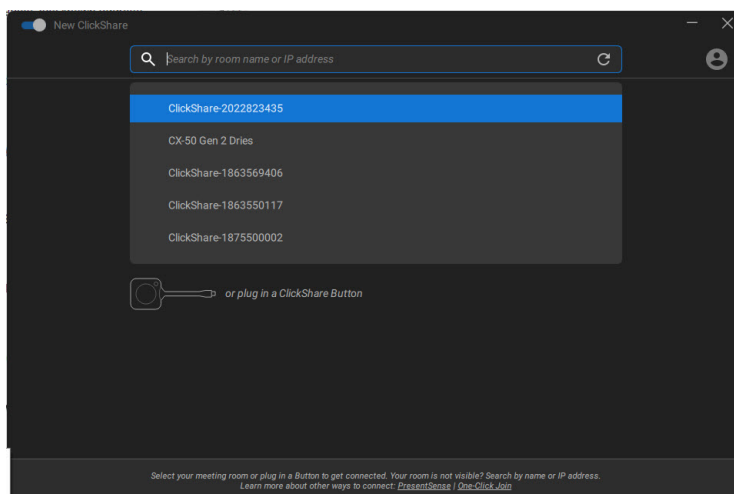 New ClickShare
Search by room name or IP address
ClickShare-2022823435
CX-50 Gen 2 Dries
ClickShare-1863569406
ClickShare-1863550117
ClickShare-1875500002
or plug in a ClickShare Button
Select your meeting room or plug in a Button to get connected. Your room is not visible? Search by name or IP address.
Learn more about other ways to connect: PresentSense | One-Click Join